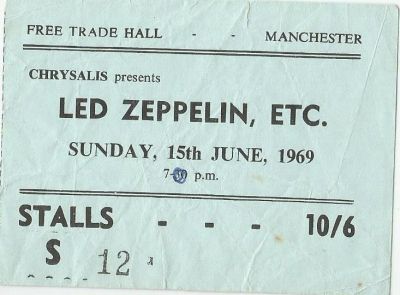 FREE TRADE HALL - - MANCHESTER
CHRYSALIS presents
LED ZEPPELIN, ETC.
SUNDAY, 15th JUNE, 1969
7-30 p.m.
STALLS - - - 10/6
S 12